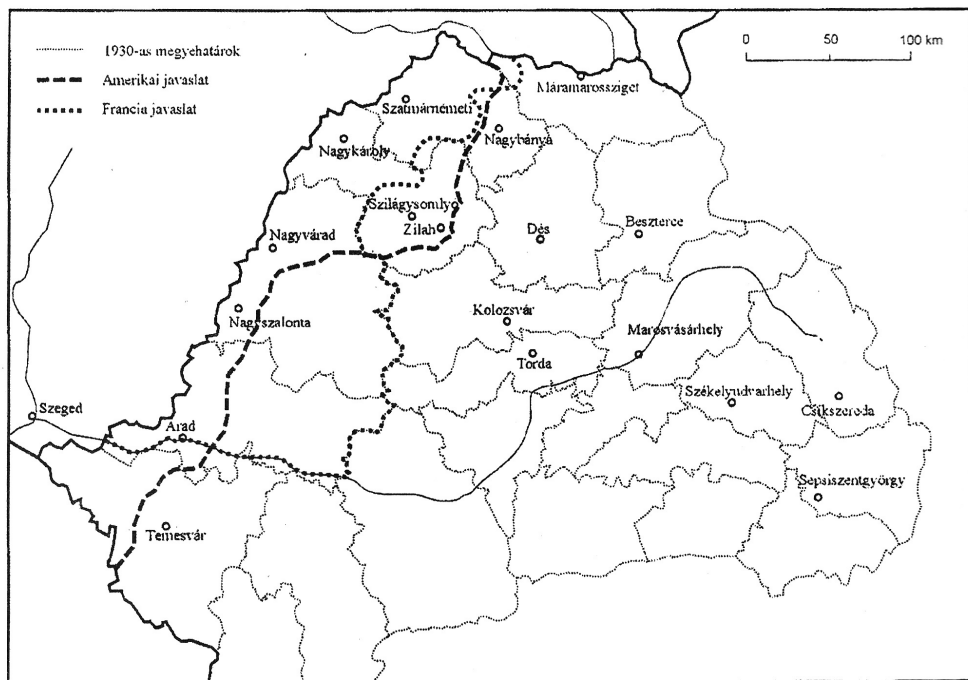 1930-as megyehatárok
Amerikai javaslat
Francia javaslat
0 50 100 km
Máramarossziget
Szatmárnémeti
Nagybánya
Nagykároly
Szilágysomlyo
Zilah
Dés
Beszterce
Nagyvárad
Kolozsvár
Nagyszalonta
Marosvásárhely
Torda
Székelyudvarhely
Csíkszereda
Szeged
Arad
Sepsiszentgyörgy
Temesvár